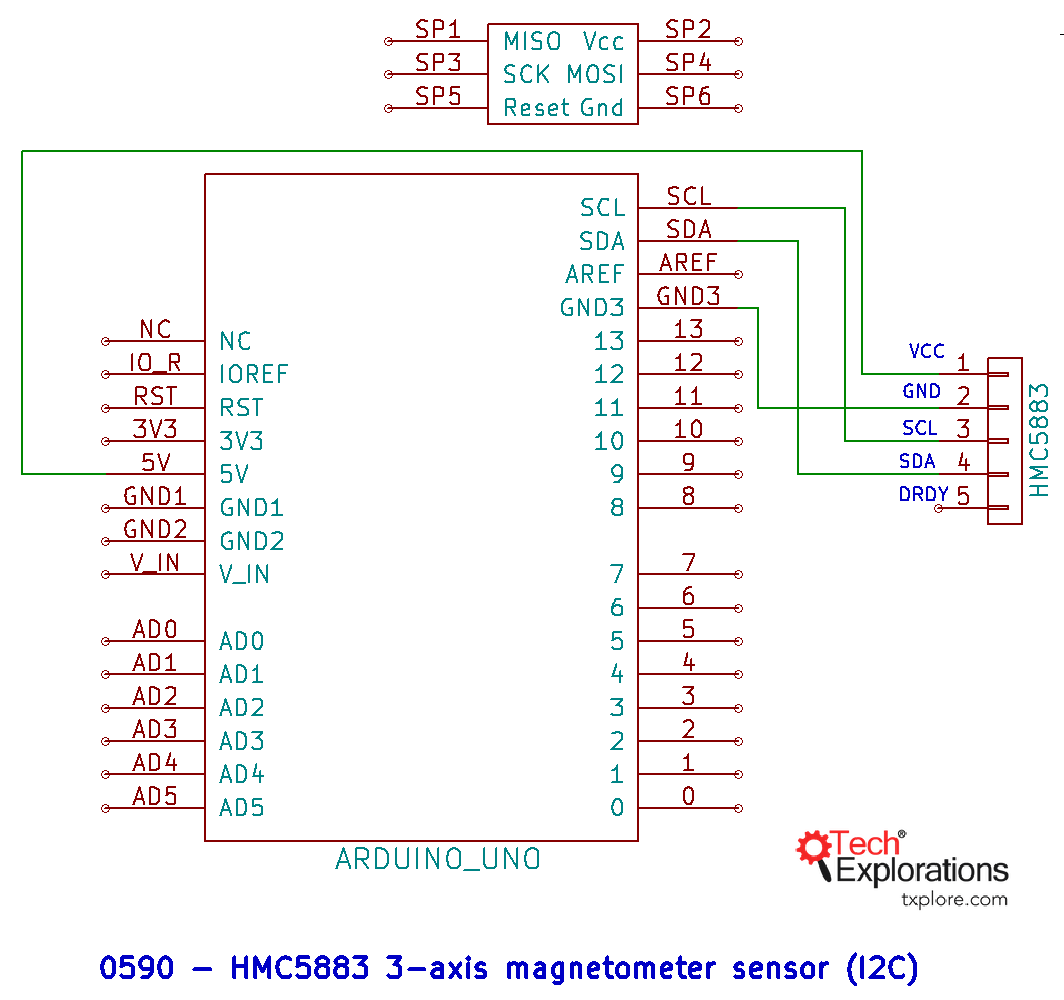 SP1 MISO Vcc SP2
SP3 SCK MOSI SP4
SP5 Reset Gnd SP6
SCL SCL
SDA SDA
AREF AREF
GND3 GND3
NC NC 13 13
IO_R IOREF 12 12
RST RST 11 11
3V3 3V3 10 10
5V 5V 9 9
GND1 GND1 8 8
GND2 GND2
V_IN V_IN 7 7
6 6
AD0 AD0 5 5
AD1 AD1 4 4
AD2 AD2 3 3
AD3 AD3 2 2
AD4 AD4 1 1
AD5 AD5 0 0
ARDUINO_UNO
VCC 1
GND 2
SCL 3
SDA 4
DRDY 5
HMC5883
Tech®
Explorations
txplore.com
0590 - HMC5883 3-axis magnetometer sensor (I2C)